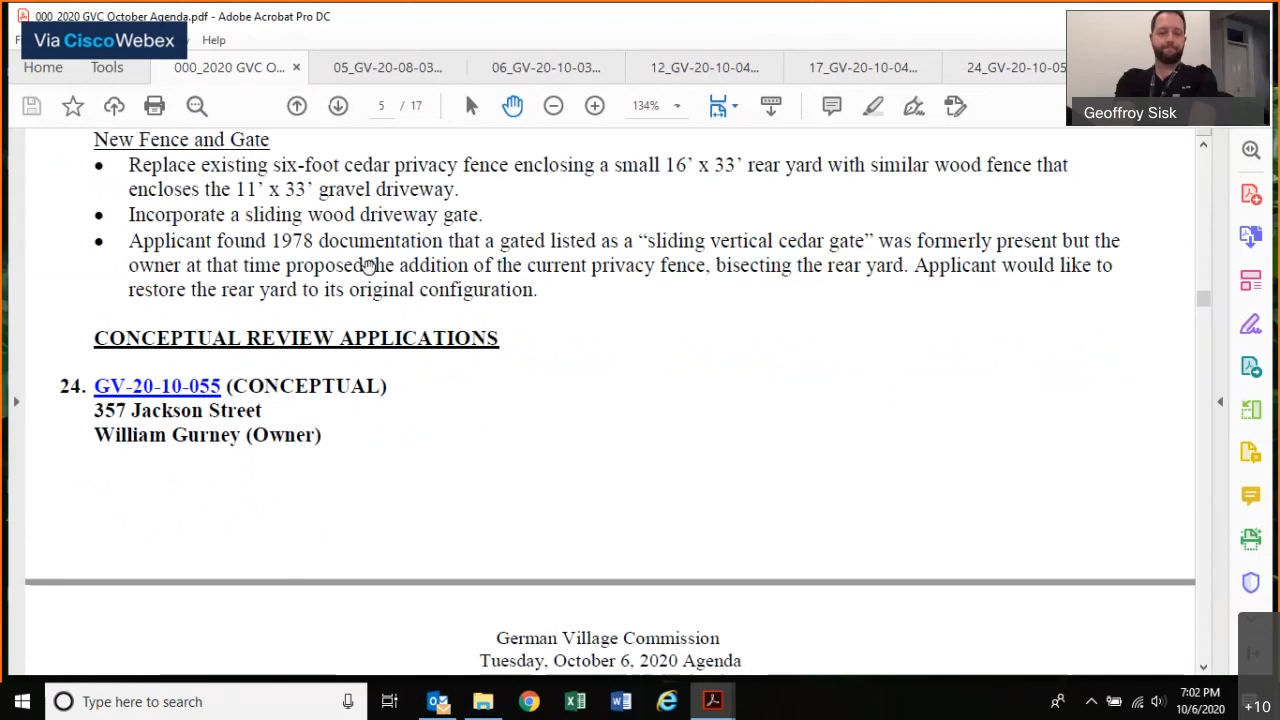 000_2020 GVC October Agenda.pdf - Adobe Acrobat Pro DC
Via Cisco Webex
Help
Home
Tools
000_2020 GVC O...
05_GV-20-08-03...
06_GV-20-10-03...
12_GV-20-10-04...
17_GV-20-10-04...
24_GV-20-10-05
5 / 17
134%
Geoffroy Sisk
New Fence and Gate
• Replace existing six-foot cedar privacy fence enclosing a small 16’ x 33’ rear yard with similar wood fence that
encloses the 11’ x 33’ gravel driveway.
• Incorporate a sliding wood driveway gate.
• Applicant found 1978 documentation that a gated listed as a “sliding vertical cedar gate” was formerly present but the
owner at that time proposed the addition of the current privacy fence, bisecting the rear yard. Applicant would like to
restore the rear yard to its original configuration.
CONCEPTUAL REVIEW APPLICATIONS
24. GV-20-10-055 (CONCEPTUAL)
357 Jackson Street
William Gurney (Owner)
German Village Commission
Tuesday, October 6, 2020 Agenda
Type here to search
7:02 PM
10/6/2020
+10